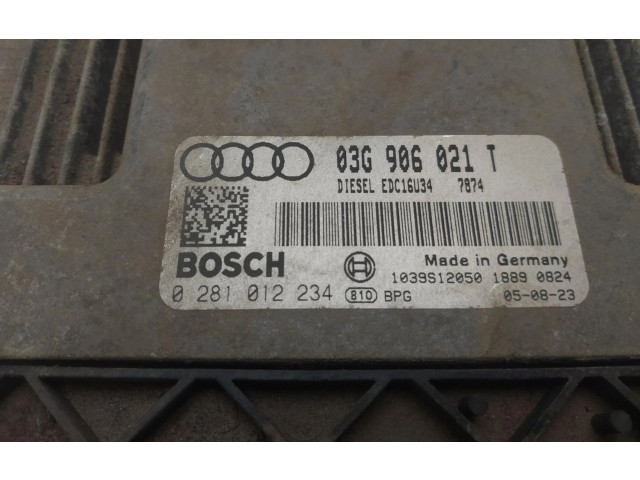 03G 906 021 T
DIESEL EDC16U34 7874
BOSCH
Made in Germany
1039S12050 1889 0824
0 281 012 234 810 BPG 05-08-23